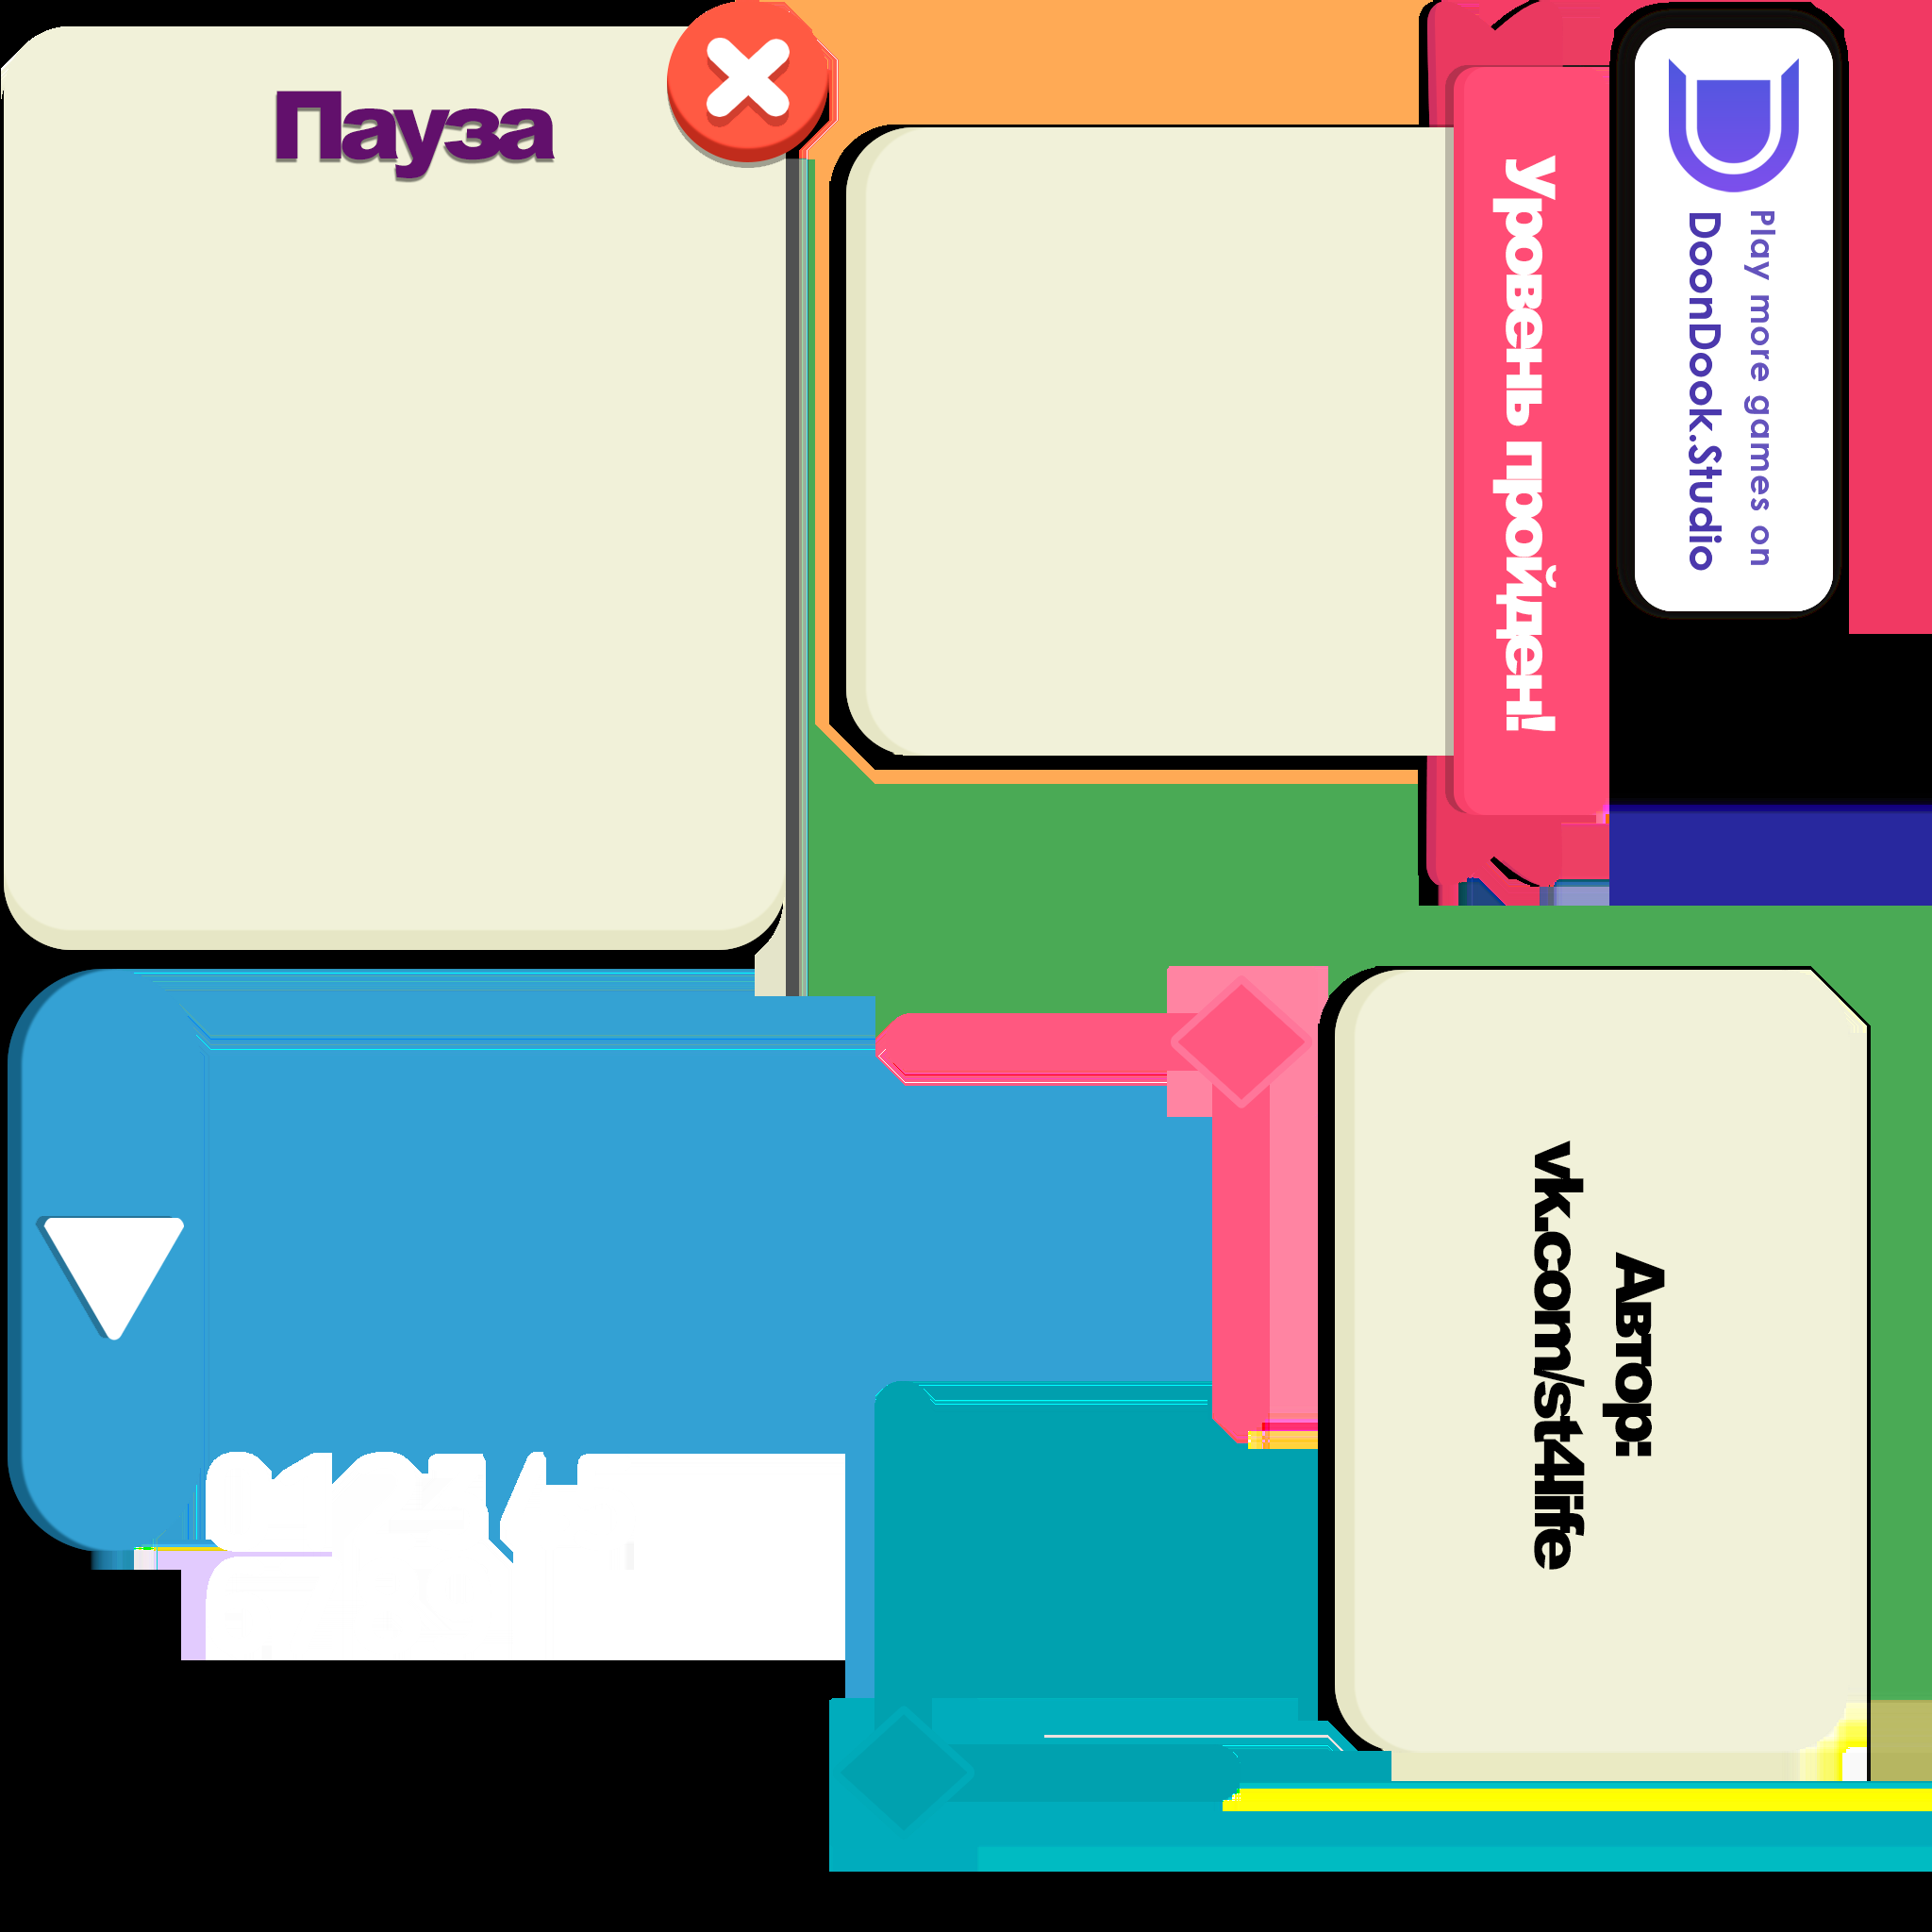 Пауза
уровень пройден!
Play more games on
DoonDook.Studio
Автор:
vk.com/st4life